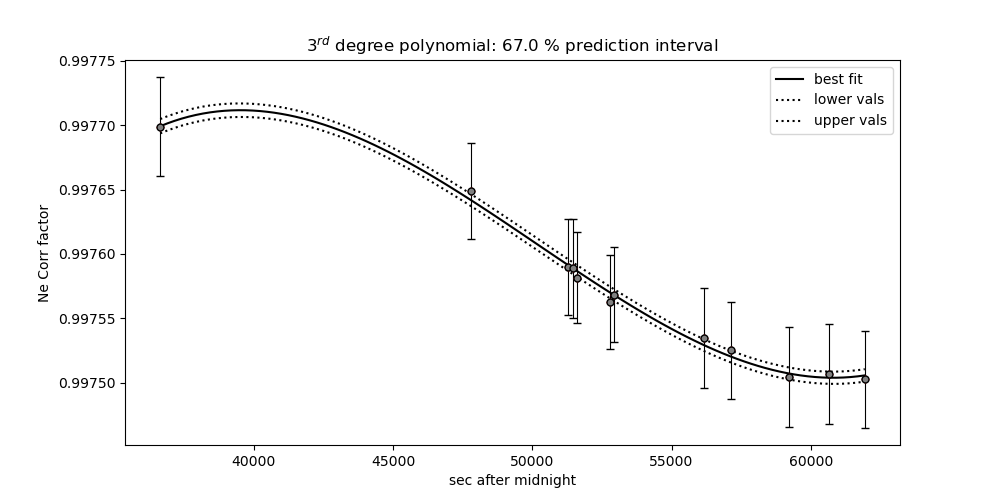 3rd degree polynomial: 67.0 % prediction interval
best fit
lower vals
upper vals
0.99775
0.99770
0.99765
0.99760
0.99755
0.99750
Ne Corr factor
40000 45000 50000 55000 60000
sec after midnight